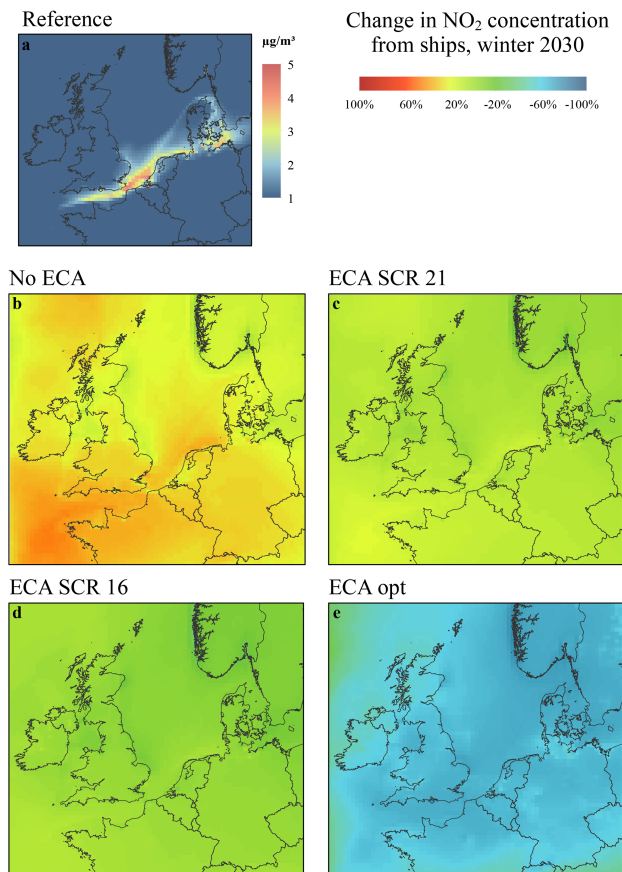 Reference
Change in NO₂ concentration
from ships, winter 2030
a
µg/m³
5
4
3
2
1
100% 60% 20% -20% -60% -100%
No ECA
b
ECA SCR 21
c
ECA SCR 16
d
ECA opt
e